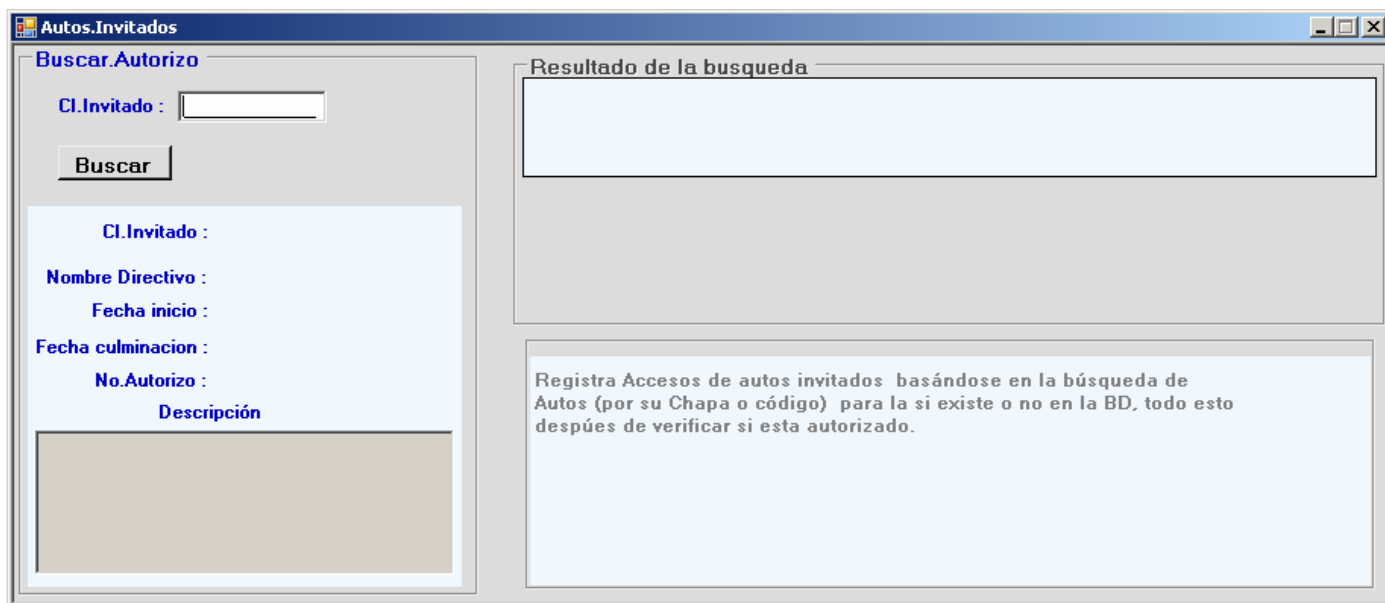 Autos.Invitados
Buscar.Autorizo
CI.Invitado :
Buscar
CI.Invitado :
Nombre Directivo :
Fecha inicio :
Fecha culminacion :
No.Autorizo :
Descripción
Resultado de la busqueda
Registra Accesos de autos invitados basándose en la búsqueda de
Autos (por su Chapa o código) para la si existe o no en la BD, todo esto
despúes de verificar si esta autorizado.